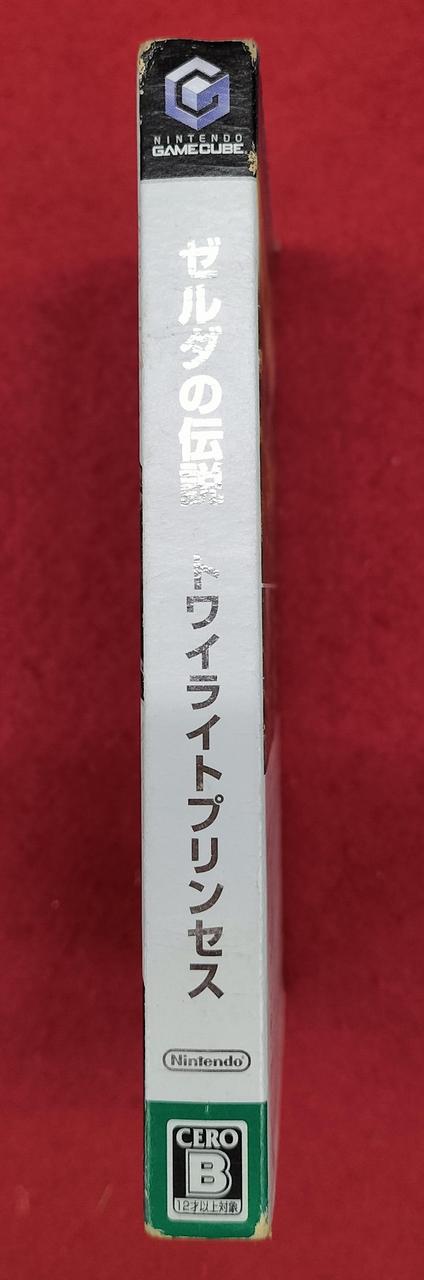 NINTENDO
GAMECUBE
ゼルダの伝説 トワイライトプリンセス
Nintendo
CERO
B
12才以上対象